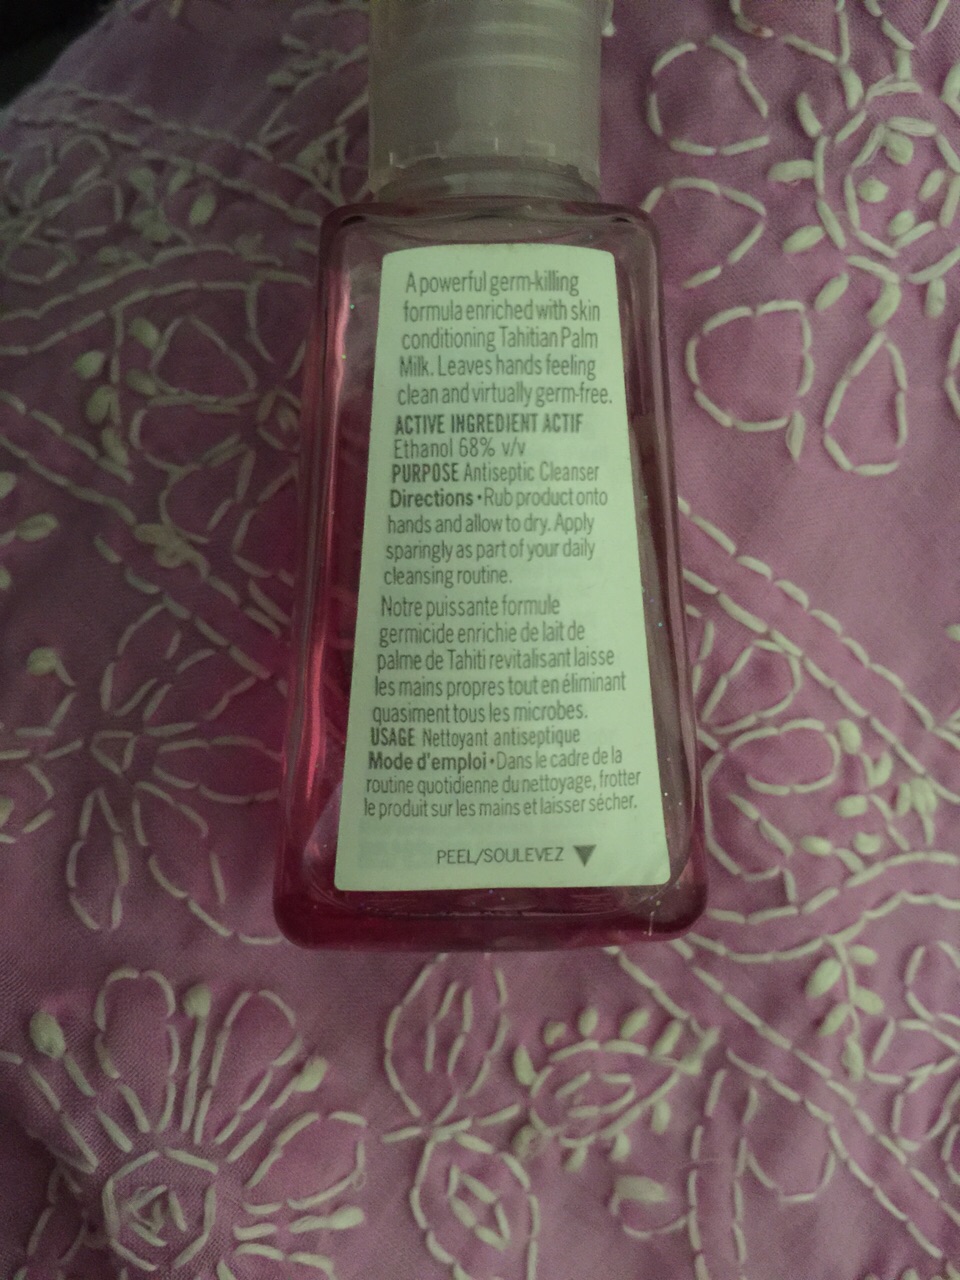 A powerful germ-killing
formula enriched with skin
conditioning Tahitian Palm
Milk. Leaves hands feeling
clean and virtually germ-free.
ACTIVE INGREDIENT ACTIF
Ethanol 68% v/v
PURPOSE Antiseptic Cleanser
Directions • Rub product onto
hands and allow to dry. Apply
sparingly as part of your daily
cleansing routine.
Notre puissante formule
germicide enrichie de lait de
palme de Tahiti revitalisant laisse
les mains propres tout en éliminant
quasiment tous les microbes.
USAGE Nettoyant antiseptique
Mode d'emploi • Dans le cadre de la
routine quotidienne du nettoyage, frotter
le produit sur les mains et laisser sécher.
PEEL/SOULEVEZ ▼